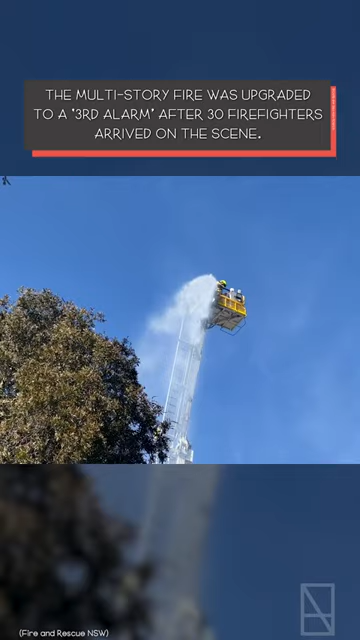 THE MULTI-STORY FIRE WAS UPGRADED
TO A "3RD ALARM" AFTER 30 FIREFIGHTERS
ARRIVED ON THE SCENE.
(Fire and Rescue NSW)